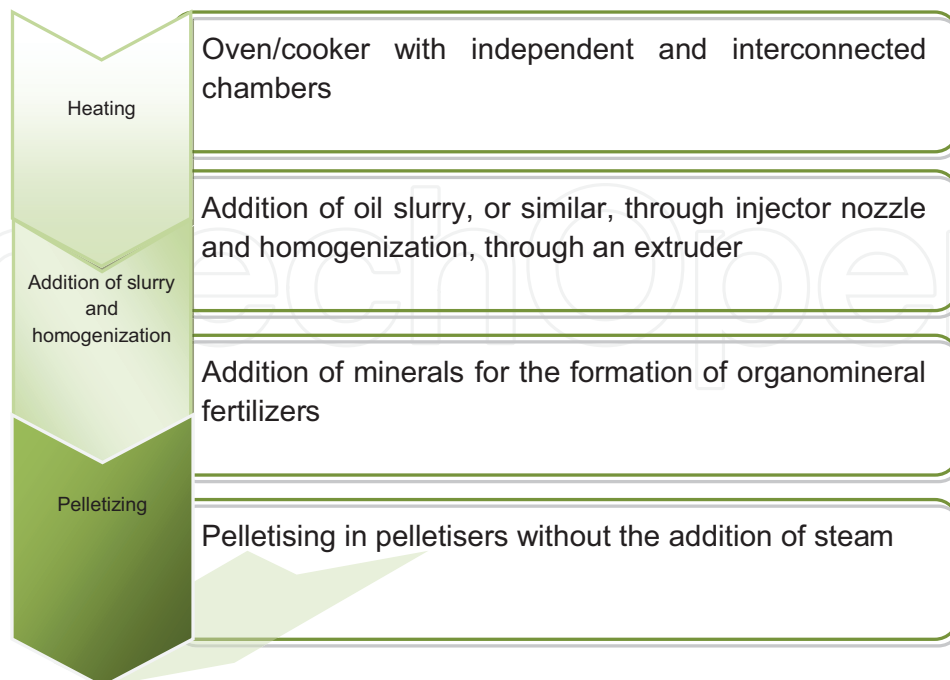 Heating
Oven/cooker with independent and interconnected
chambers
Addition of slurry
and
homogenization
Addition of oil slurry, or similar, through injector nozzle
and homogenization, through an extruder
Addition of minerals for the formation of organomineral
fertilizers
Pelletizing
Pelletising in pelletisers without the addition of steam
echOpe